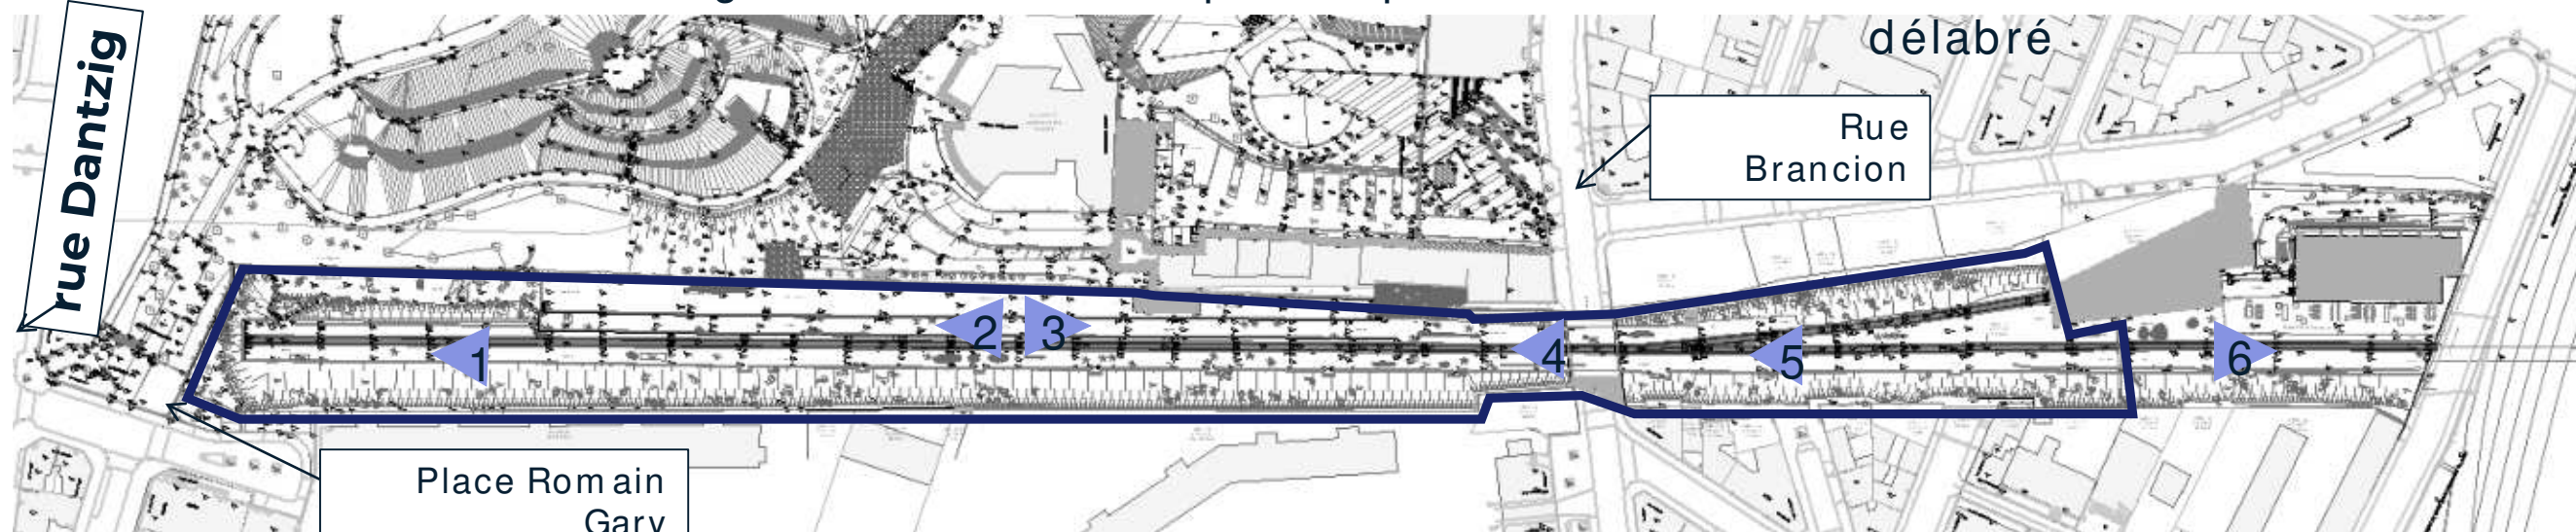 délabré
rue Dantzig
Rue
Brancion
2
3
1
4
5
6
Place Romain
Gary